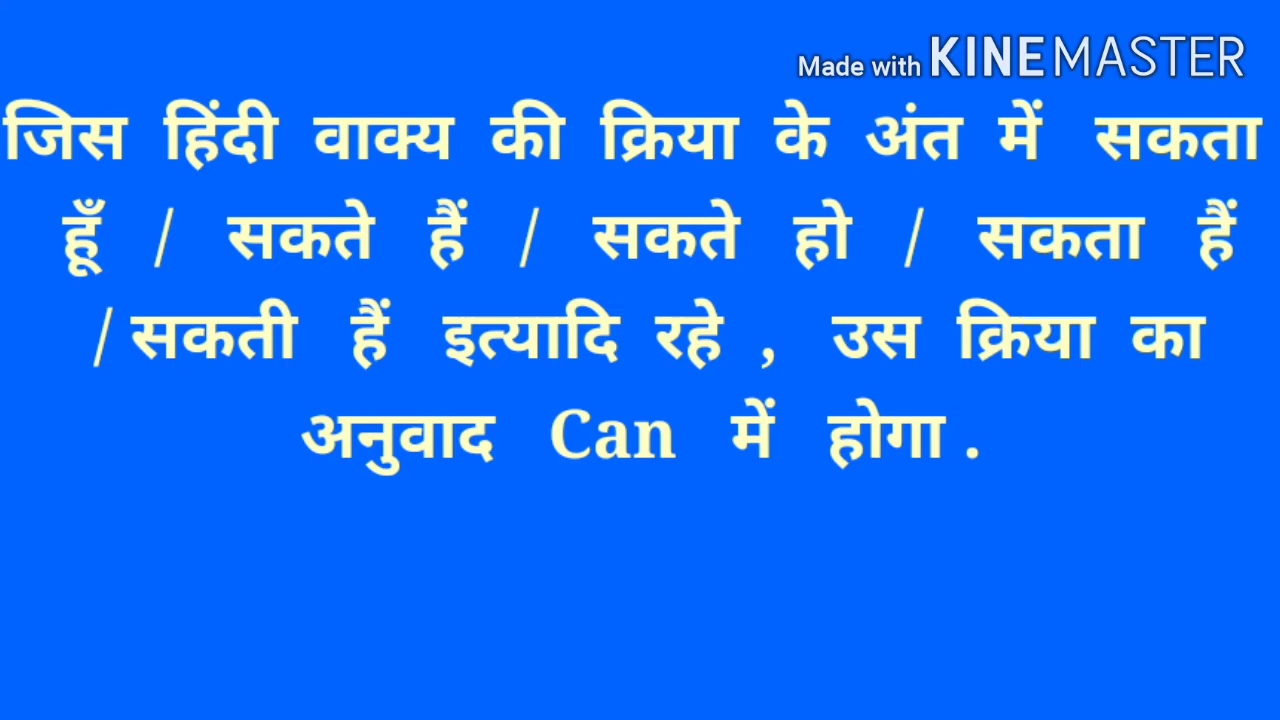 Made with KINEMASTER
जिस हिंदी वाक्य की क्रिया के अंत में सकता
हूँ / सकते हैं / सकते हो / सकता हैं
/ सकती हैं इत्यादि रहे , उस क्रिया का
अनुवाद Can में होगा .